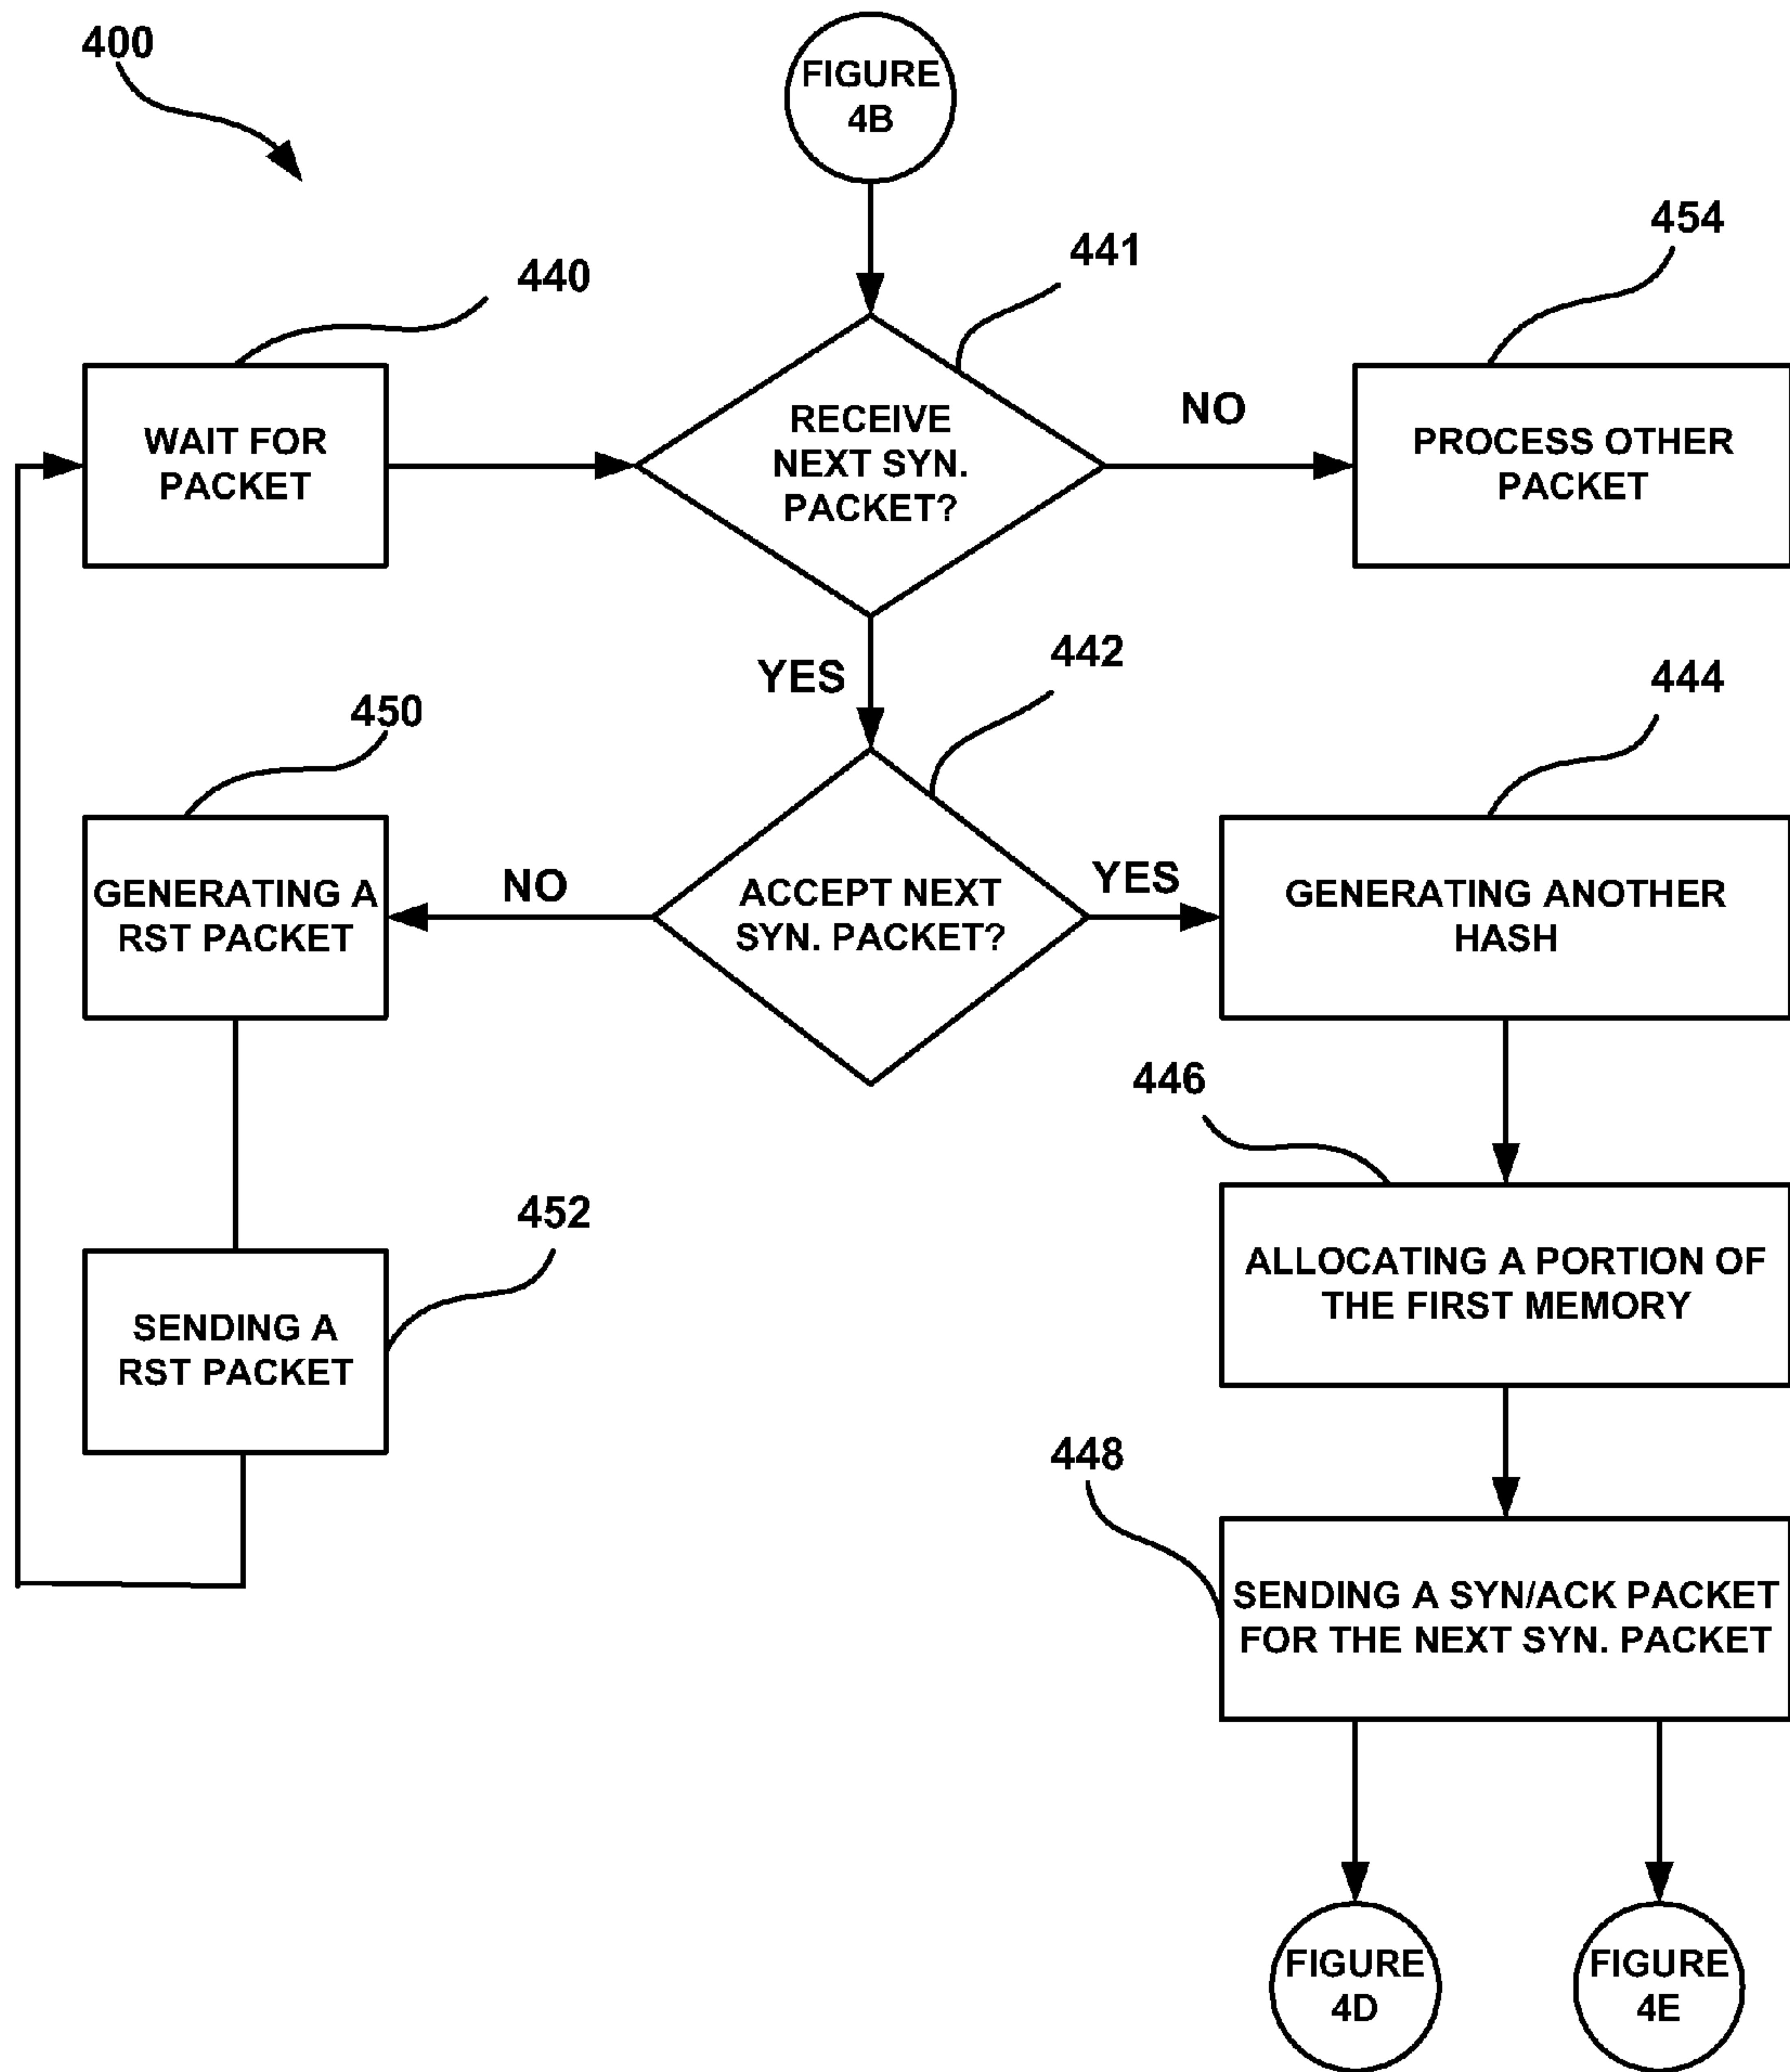 400
FIGURE
4B
454
441
440
WAIT FOR
PACKET
RECEIVE
NEXT SYN.
PACKET?
NO
PROCESS OTHER
PACKET
YES
442
444
450
GENERATING A
RST PACKET
NO
ACCEPT NEXT
SYN. PACKET?
YES
GENERATING ANOTHER
HASH
446
452
ALLOCATING A PORTION OF
THE FIRST MEMORY
SENDING A
RST PACKET
448
SENDING A SYN/ACK PACKET
FOR THE NEXT SYN. PACKET
FIGURE
4D
FIGURE
4E